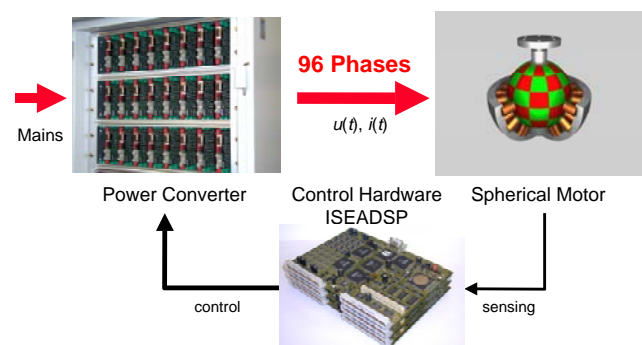 96 Phases
Mains
u(t), i(t)
Power Converter
Control Hardware
ISEADSP
Spherical Motor
control
sensing